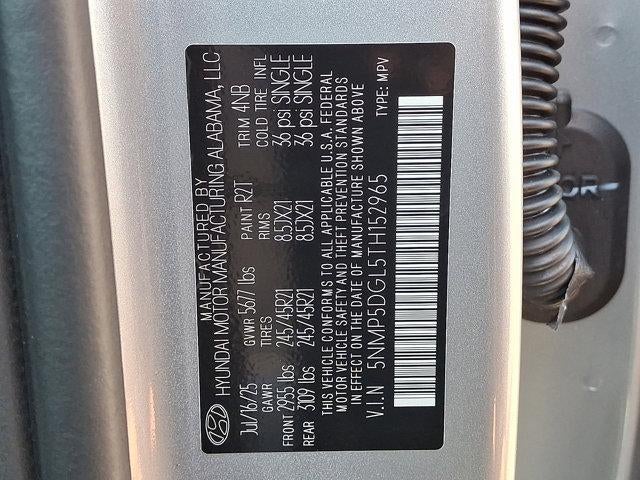 MANUFACTURED BY
HYUNDAI MOTOR MANUFACTURING ALABAMA, LLC
Jul/16/25 GVWR 5677 lbs PAINT R2T TRIM 4NB
GAWR TIRES RIMS COLD TIRE INFL
FRONT 2955 lbs 245/45R21 8.5JX21 36 psi SINGLE
REAR 3109 lbs 245/45R21 8.5JX21 36 psi SINGLE
THIS VEHICLE CONFORMS TO ALL APPLICABLE U.S.A. FEDERAL
MOTOR VEHICLE SAFETY AND THEFT PREVENTION STANDARDS
IN EFFECT ON THE DATE OF MANUFACTURE SHOWN ABOVE
V.I.N 5NMP5DGL5TH152965 TYPE: MPV